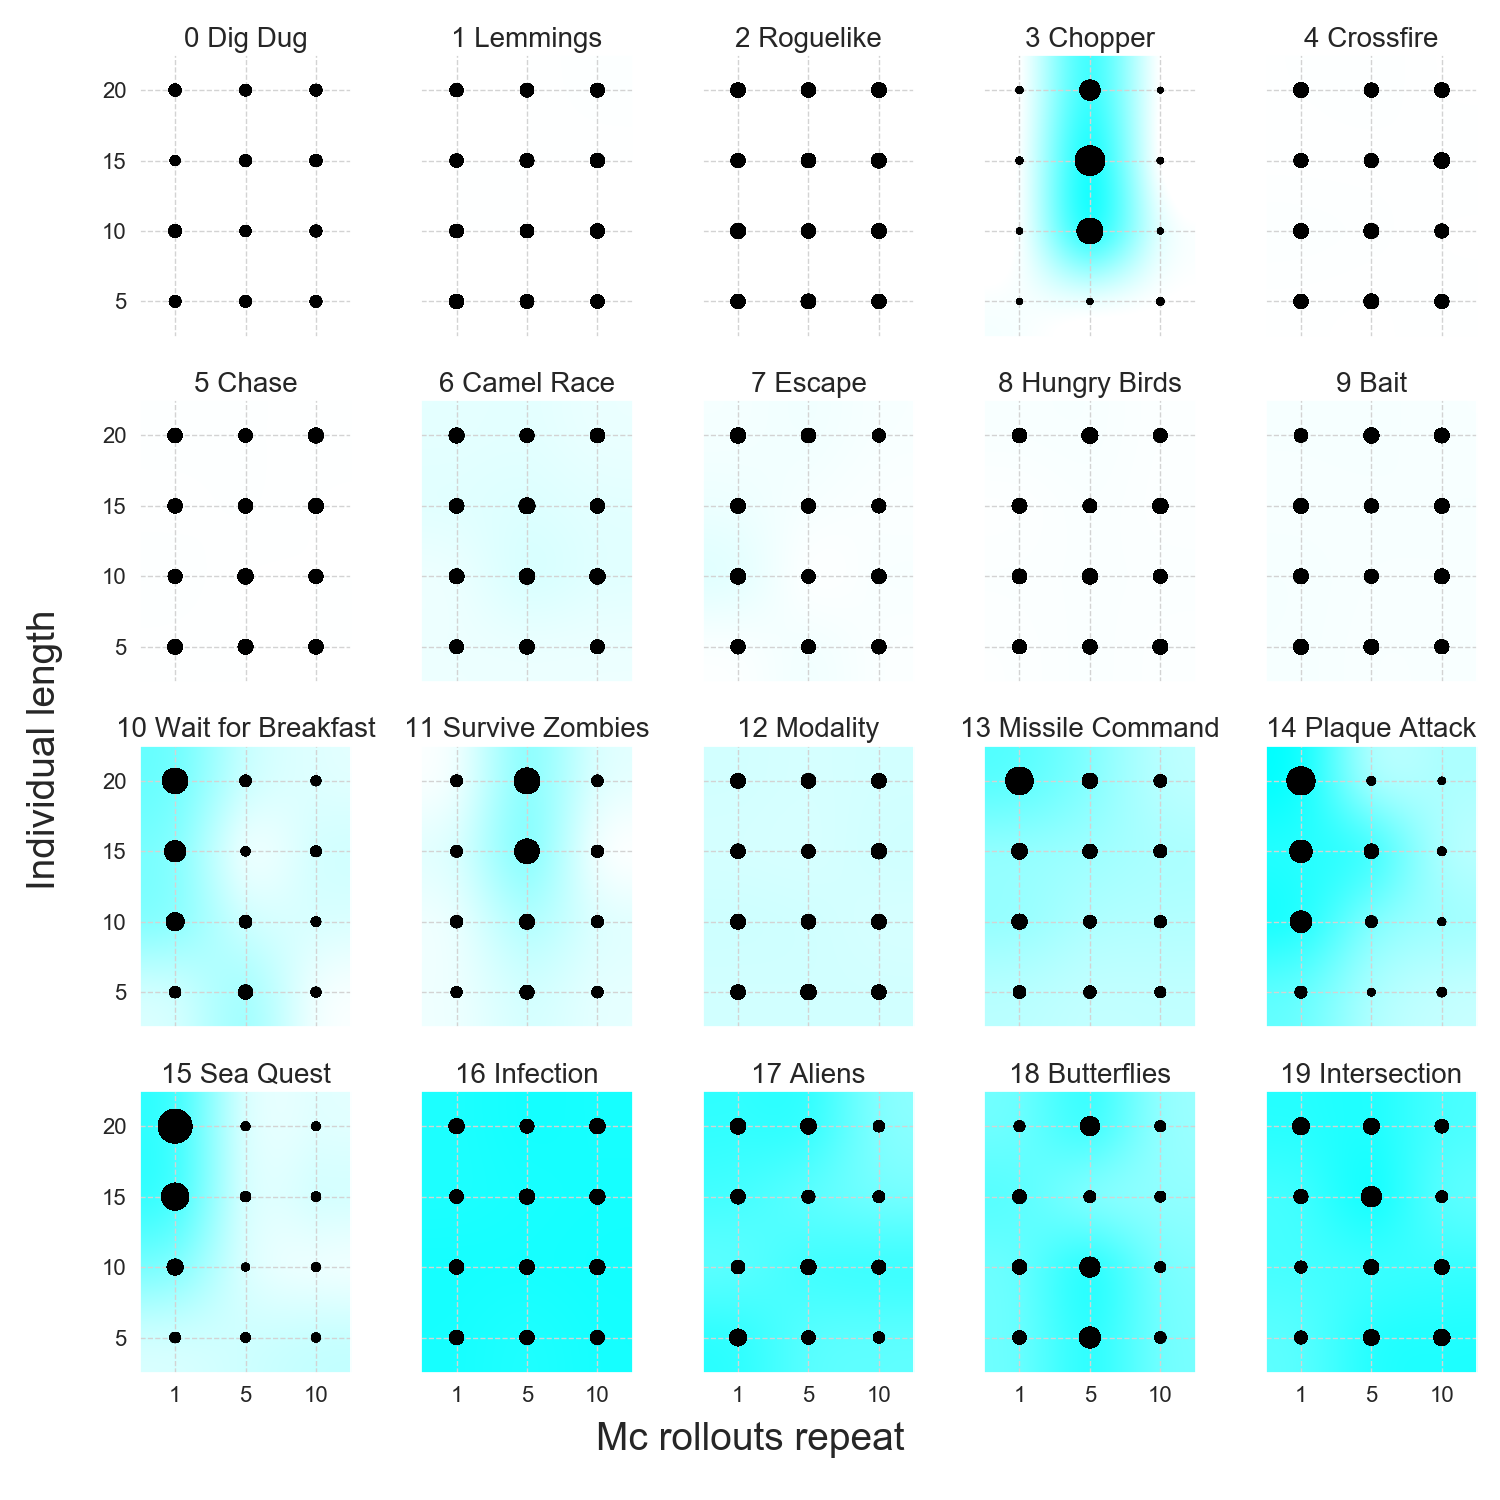 0 Dig Dug 1 Lemmings 2 Roguelike 3 Chopper 4 Crossfire
20
15
10
5
5 Chase 6 Camel Race 7 Escape 8 Hungry Birds 9 Bait
20
15
10
5
10 Wait for Breakfast 11 Survive Zombies 12 Modality 13 Missile Command 14 Plaque Attack
20
15
10
5
15 Sea Quest 16 Infection 17 Aliens 18 Butterflies 19 Intersection
20
15
10
5
1 5 10 1 5 10 1 5 10 1 5 10 1 5 10
Individual length
Mc rollouts repeat